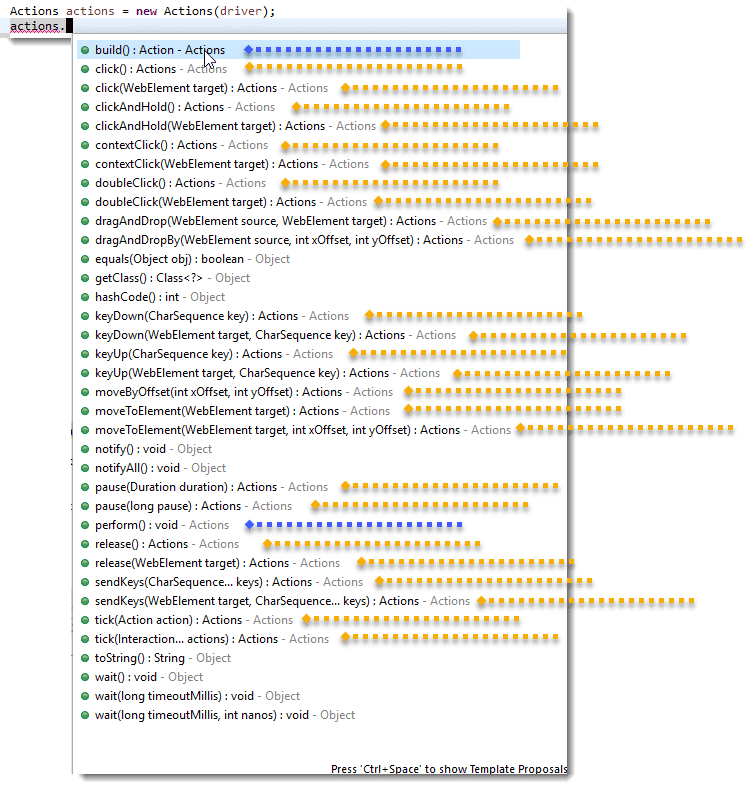 Actions actions = new Actions(driver);
actions.
build() : Action - Actions
click() : Actions - Actions
click(WebElement target) : Actions - Actions
clickAndHold() : Actions - Actions
clickAndHold(WebElement target) : Actions - Actions
contextClick() : Actions - Actions
contextClick(WebElement target) : Actions - Actions
doubleClick() : Actions - Actions
doubleClick(WebElement target) : Actions - Actions
dragAndDrop(WebElement source, WebElement target) : Actions - Actions
dragAndDropBy(WebElement source, int xOffset, int yOffset) : Actions - Actions
equals(Object obj) : boolean - Object
getClass() : Class<?> - Object
hashCode() : int - Object
keyDown(CharSequence key) : Actions - Actions
keyDown(WebElement target, CharSequence key) : Actions - Actions
keyUp(CharSequence key) : Actions - Actions
keyUp(WebElement target, CharSequence key) : Actions - Actions
moveByOffset(int xOffset, int yOffset) : Actions - Actions
moveToElement(WebElement target) : Actions - Actions
moveToElement(WebElement target, int xOffset, int yOffset) : Actions - Actions
notify() : void - Object
notifyAll() : void - Object
pause(Duration duration) : Actions - Actions
pause(long pause) : Actions - Actions
perform() : void - Actions
release() : Actions - Actions
release(WebElement target) : Actions - Actions
sendKeys(CharSequence... keys) : Actions - Actions
sendKeys(WebElement target, CharSequence... keys) : Actions - Actions
tick(Action action) : Actions - Actions
tick(Interaction... actions) : Actions - Actions
toString() : String - Object
wait() : void - Object
wait(long timeoutMillis) : void - Object
wait(long timeoutMillis, int nanos) : void - Object
Press 'Ctrl+Space' to show Template Proposals